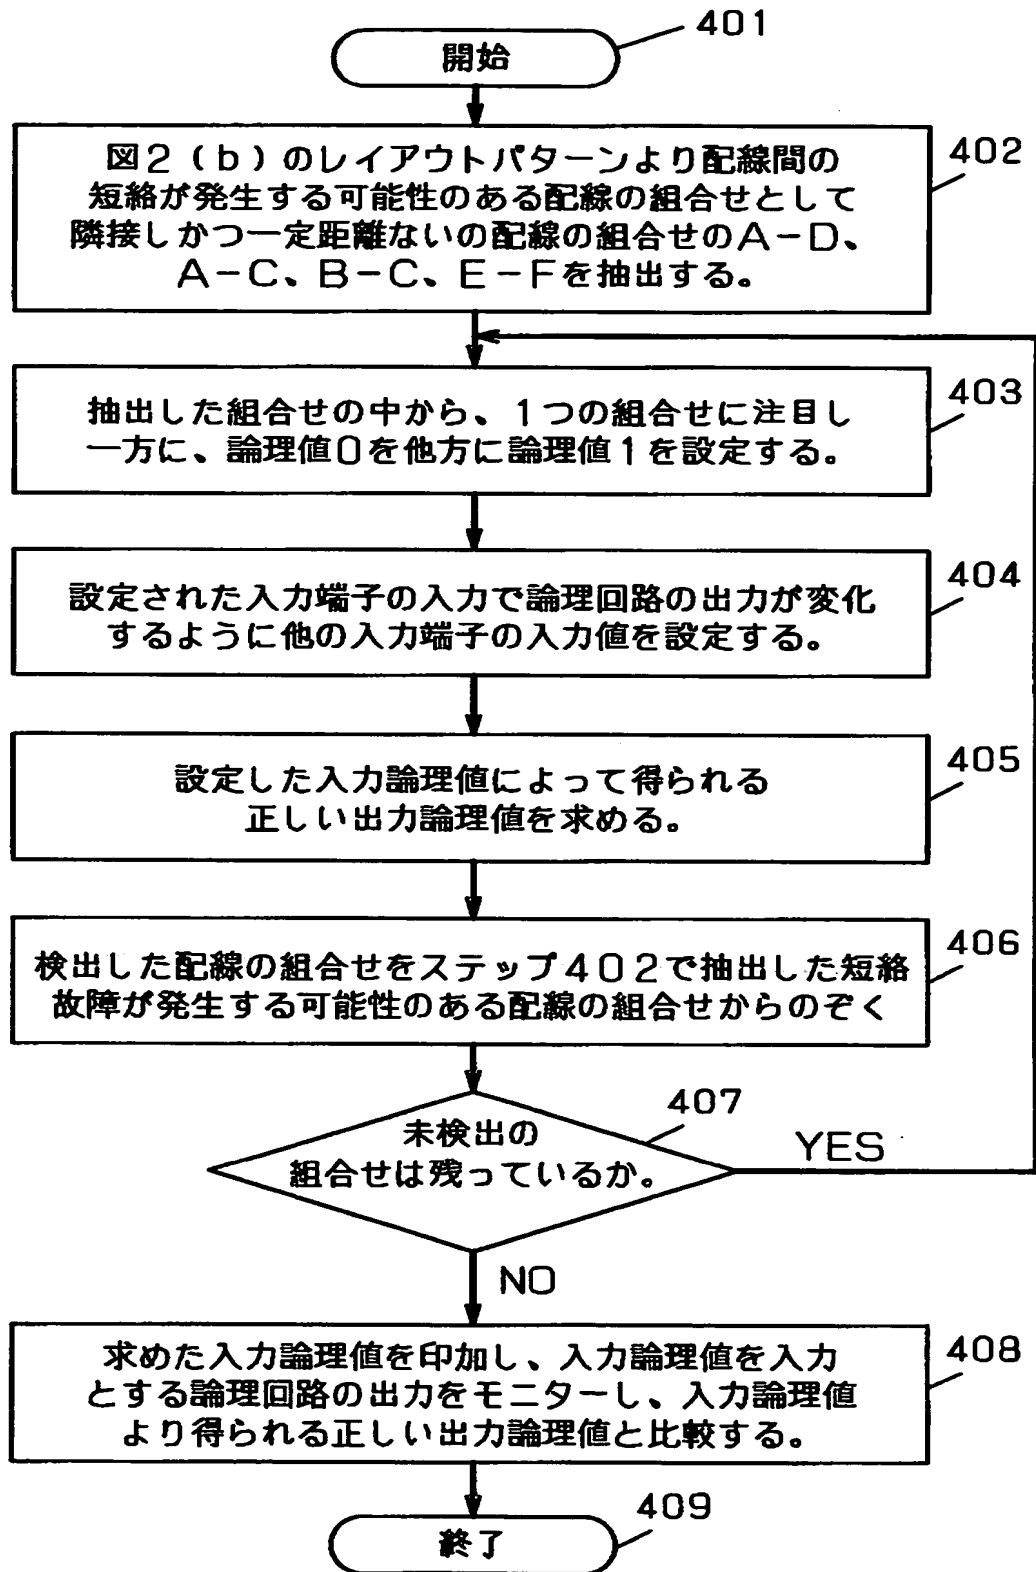 401
開始
402
図2(b)のレイアウトパターンより配線間の
短絡が発生する可能性のある配線の組合せとして
隣接しかつ一定距離ないの配線の組合せのA-D、
A-C、B-C、E-Fを抽出する。
403
抽出した組合せの中から、1つの組合せに注目し
一方に、論理値0を他方に論理値1を設定する。
404
設定された入力端子の入力で論理回路の出力が変化
するように他の入力端子の入力値を設定する。
405
設定した入力論理値によって得られる
正しい出力論理値を求める。
406
検出した配線の組合せをステップ402で抽出した短絡
故障が発生する可能性のある配線の組合せからのぞく
407
未検出の
組合せは残っているか。
YES
NO
408
求めた入力論理値を印加し、入力論理値を入力
とする論理回路の出力をモニターし、入力論理値
より得られる正しい出力論理値と比較する。
409
終了